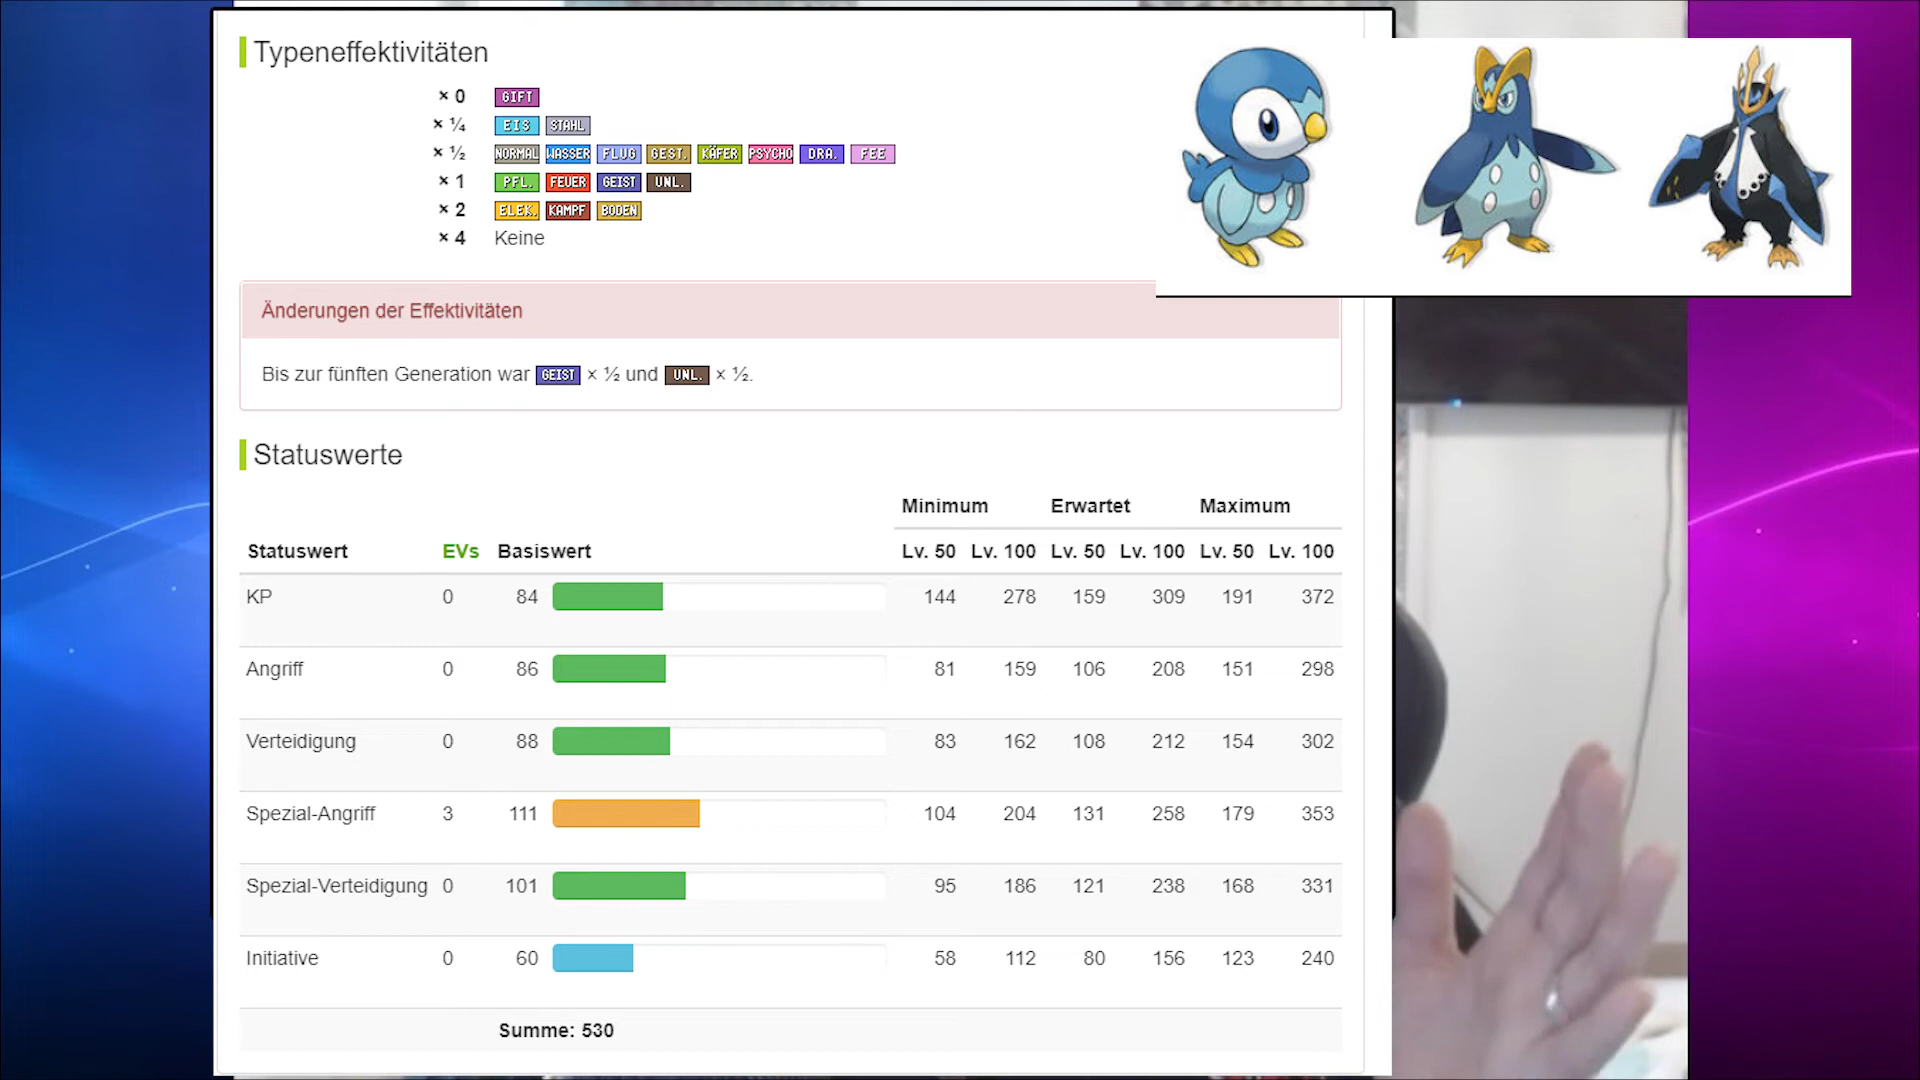 Typeneffektivitäten
× 0 GIFT
× ¼ EIS STAHL
× ½ NORMAL WASSER FLUG GEST. KÄFER PSYCHO DRA. FEE
× 1 PFL. FEUER GEIST UNL.
× 2 ELEK. KAMPF BODEN
× 4 Keine
Änderungen der Effektivitäten
Bis zur fünften Generation war GEIST × ½ und UNL. × ½.
Statuswerte
Minimum Erwartet Maximum
Statuswert EVs Basiswert Lv. 50 Lv. 100 Lv. 50 Lv. 100 Lv. 50 Lv. 100
KP 0 84 144 278 159 309 191 372
Angriff 0 86 81 159 106 208 151 298
Verteidigung 0 88 83 162 108 212 154 302
Spezial-Angriff 3 111 104 204 131 258 179 353
Spezial-Verteidigung 0 101 95 186 121 238 168 331
Initiative 0 60 58 112 80 156 123 240
Summe: 530